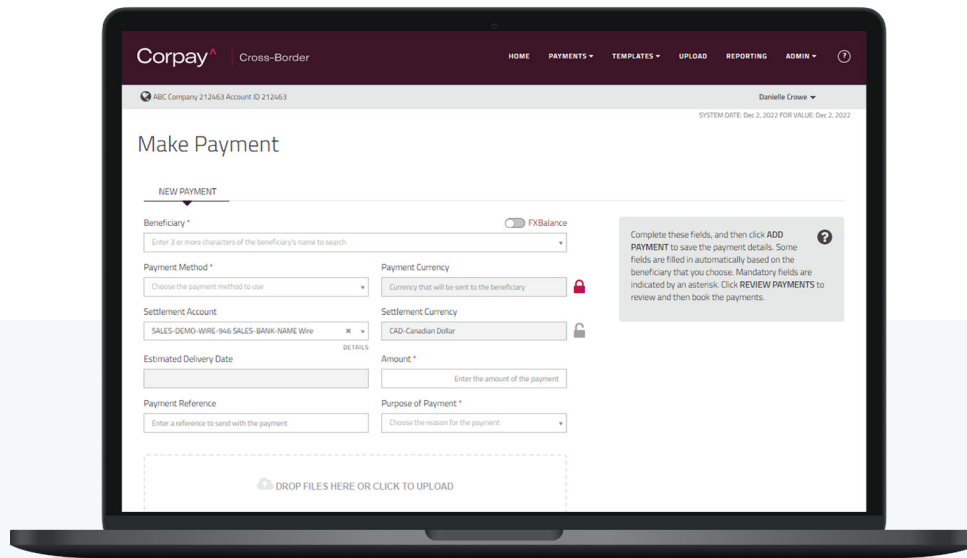 Corpay^ Cross-Border HOME PAYMENTS TEMPLATES UPLOAD REPORTING ADMIN ?
ABC Company 212463 Account ID 212463 Danielle Crowe
SYSTEM DATE: Dec 2, 2022 FOR VALUE: Dec 2, 2022
Make Payment
NEW PAYMENT
Beneficiary * FXBalance
Enter 3 or more characters of the beneficiary's name to search
Payment Method * Payment Currency
Choose the payment method to use Currency that will be sent to the beneficiary
Settlement Account Settlement Currency
SALES-DEMO-WIRE-946 SALES-BANK-NAME Wire CAD-Canadian Dollar
DETAILS
Estimated Delivery Date Amount *
Enter the amount of the payment
Payment Reference Purpose of Payment *
Enter a reference to send with the payment Choose the reason for the payment
DROP FILES HERE OR CLICK TO UPLOAD
Complete these fields, and then click ADD
PAYMENT to save the payment details. Some
fields are filled in automatically based on the
beneficiary that you choose. Mandatory fields are
indicated by an asterisk. Click REVIEW PAYMENTS to
review and then book the payments.
?